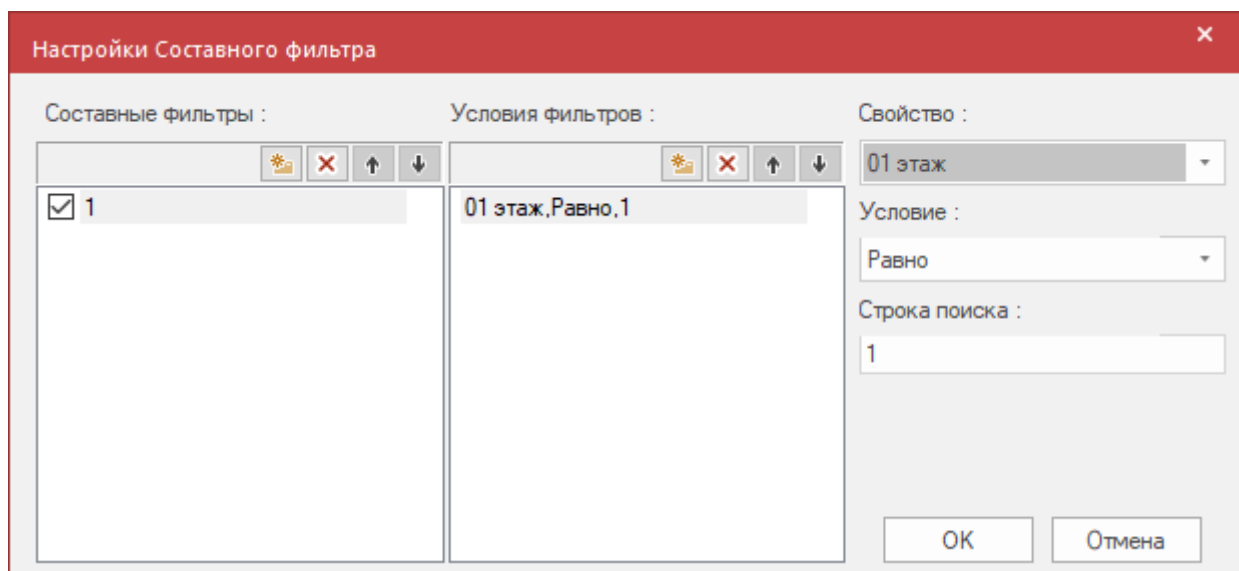 Настройки Составного фильтра
Составные фильтры :
Условия фильтров :
Свойство :
01 этаж
1
01 этаж,Равно,1
Условие :
Равно
Строка поиска :
1
OK
Отмена